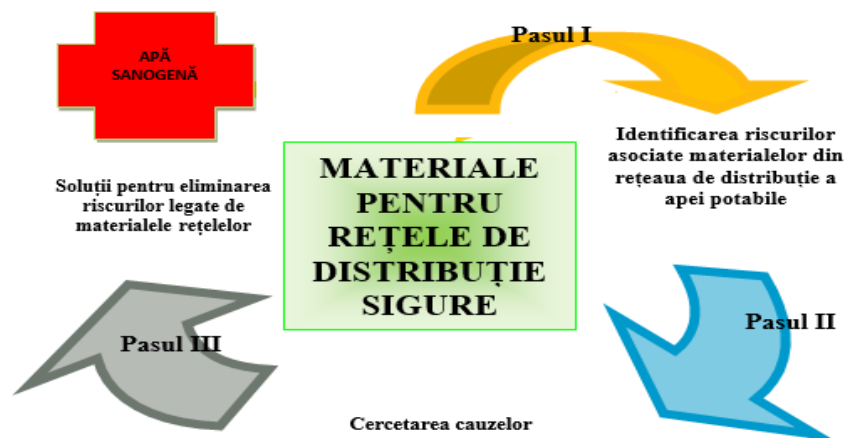 APĂ
SANOGENĂ
Pasul I
Identificarea riscurilor
asociate materialelor din
rețeaua de distribuție a
apei potabile
MATERIALE
PENTRU
REȚELE DE
DISTRIBUȚIE
SIGURE
Soluții pentru eliminarea
riscurilor legate de
materialele rețelelor
Pasul II
Pasul III
Cercetarea cauzelor